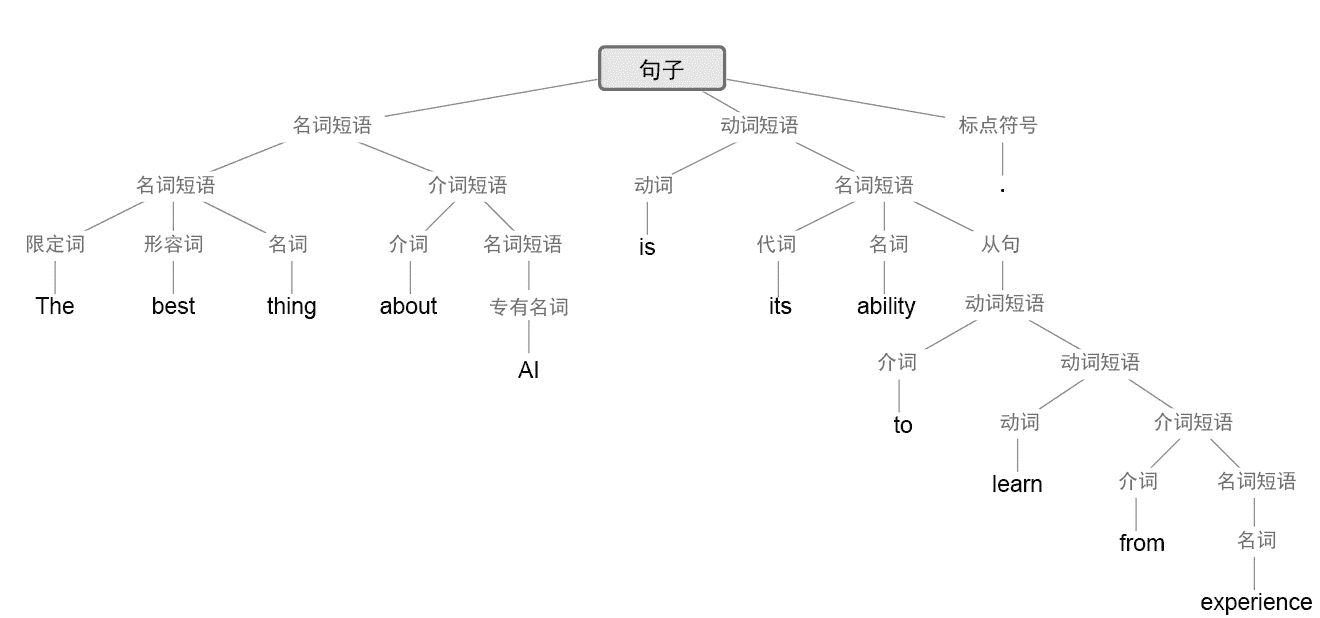 句子
名词短语 动词短语 标点符号
名词短语 介词短语 动词 名词短语 .
限定词 形容词 名词 介词 名词短语 is 代词 名词 从句
The best thing about 专有名词 its ability 动词短语
AI 介词 动词短语
to 动词 介词短语
learn 介词 名词短语
from 名词
experience